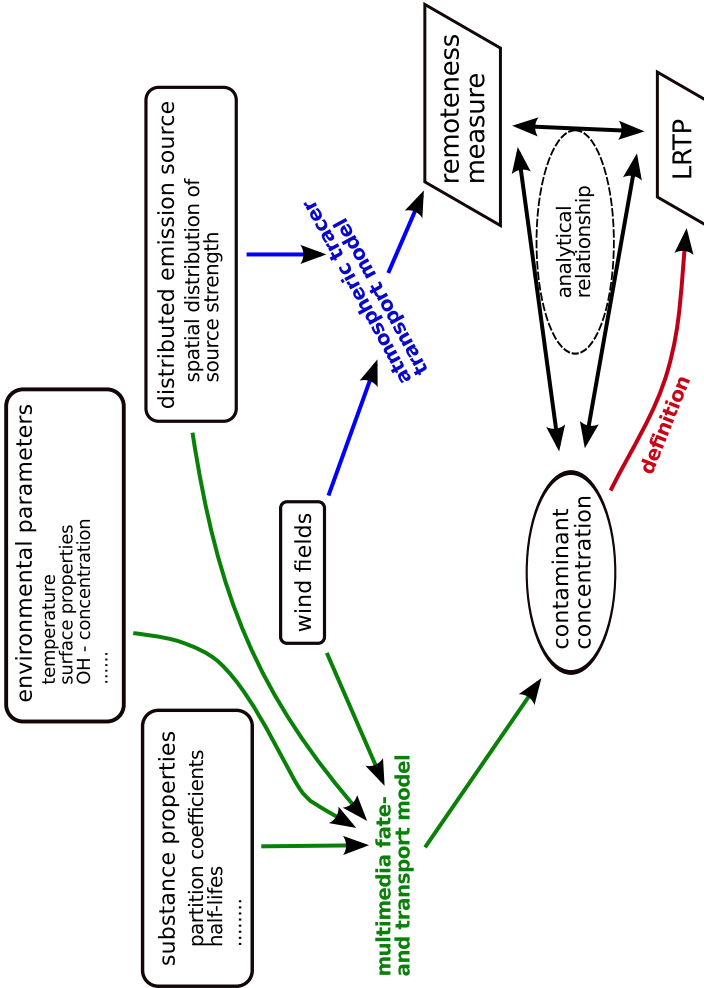 environmental parameters
temperature
surface properties
OH - concentration
......
substance properties
partition coefficients
half-lifes
........
distributed emission source
spatial distribution of
source strength
wind fields
atmospheric tracer
transport model
multimedia fate-
and transport model
remoteness
measure
analytical
relationship
contaminant
concentration
definition
LRTP